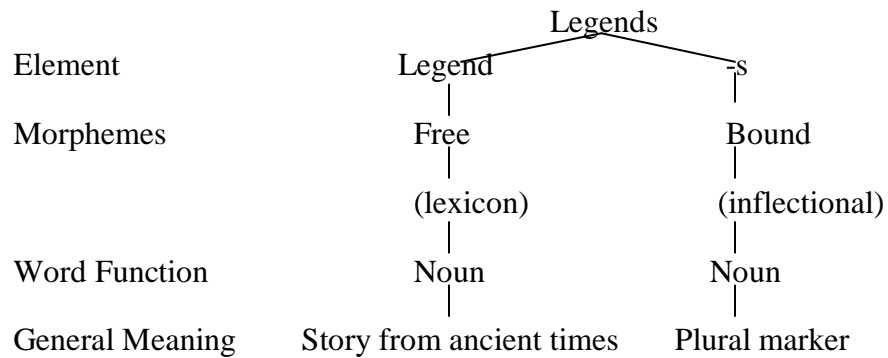 Legends
Element Legend -s
Morphemes Free Bound
(lexicon) (inflectional)
Word Function Noun Noun
General Meaning Story from ancient times Plural marker